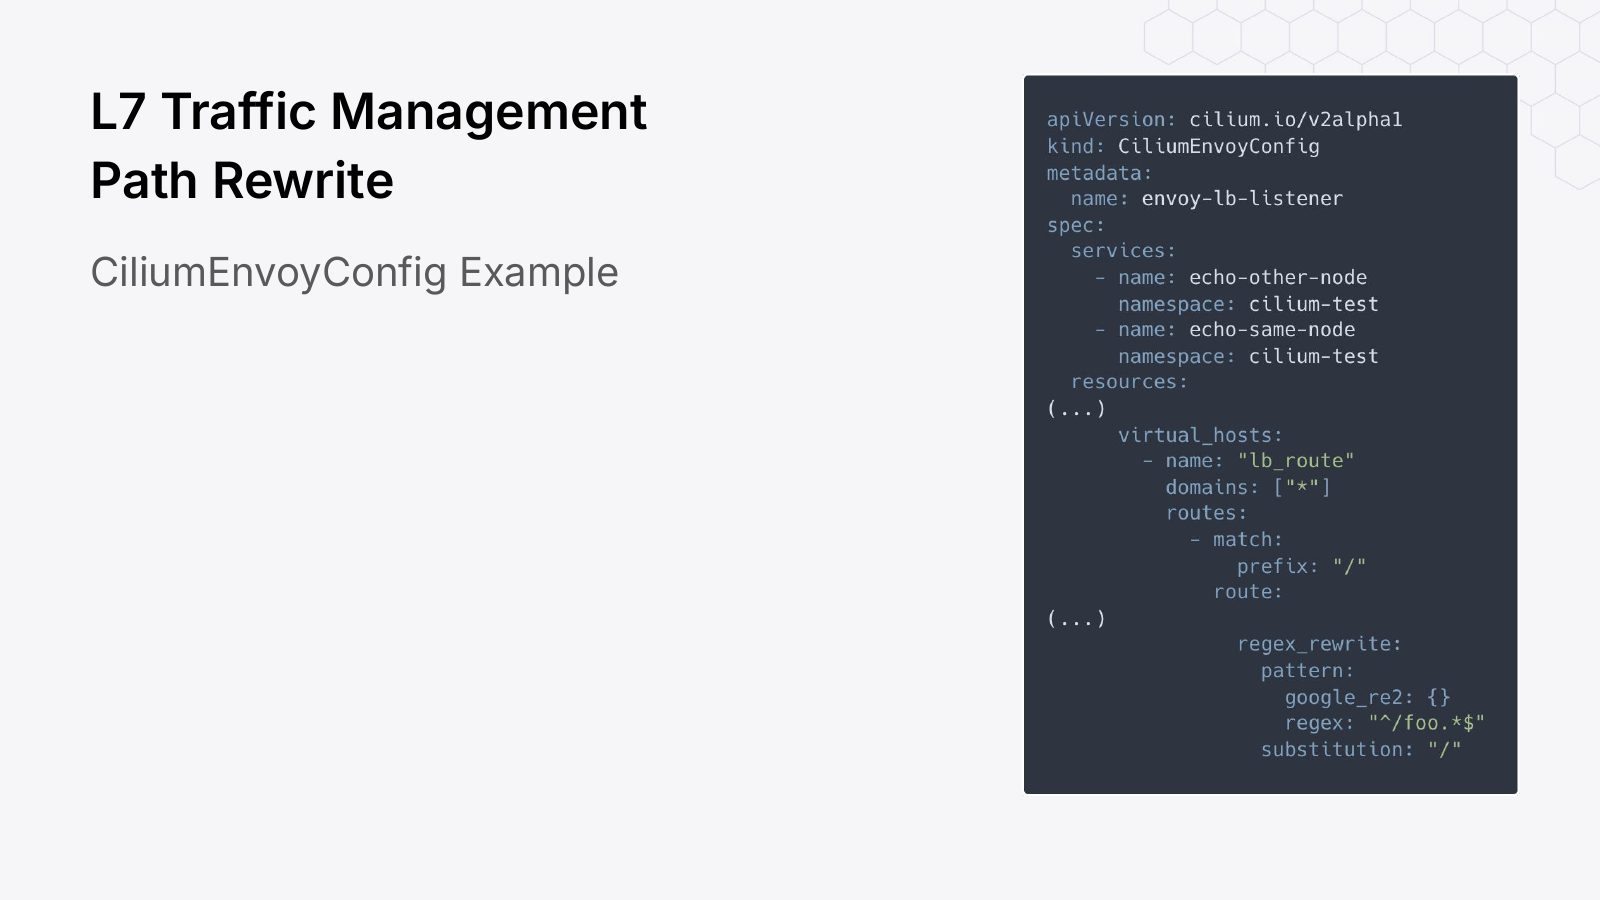 L7 Traffic Management
Path Rewrite
CiliumEnvoyConfig Example
apiVersion: cilium.io/v2alpha1
kind: CiliumEnvoyConfig
metadata:
  name: envoy-lb-listener
spec:
  services:
    - name: echo-other-node
      namespace: cilium-test
    - name: echo-same-node
      namespace: cilium-test
  resources:
(...)
      virtual_hosts:
        - name: "lb_route"
          domains: ["*"]
          routes:
            - match:
                prefix: "/"
              route:
(...)
                regex_rewrite:
                  pattern:
                    google_re2: {}
                    regex: "^/foo.*$"
                  substitution: "/"